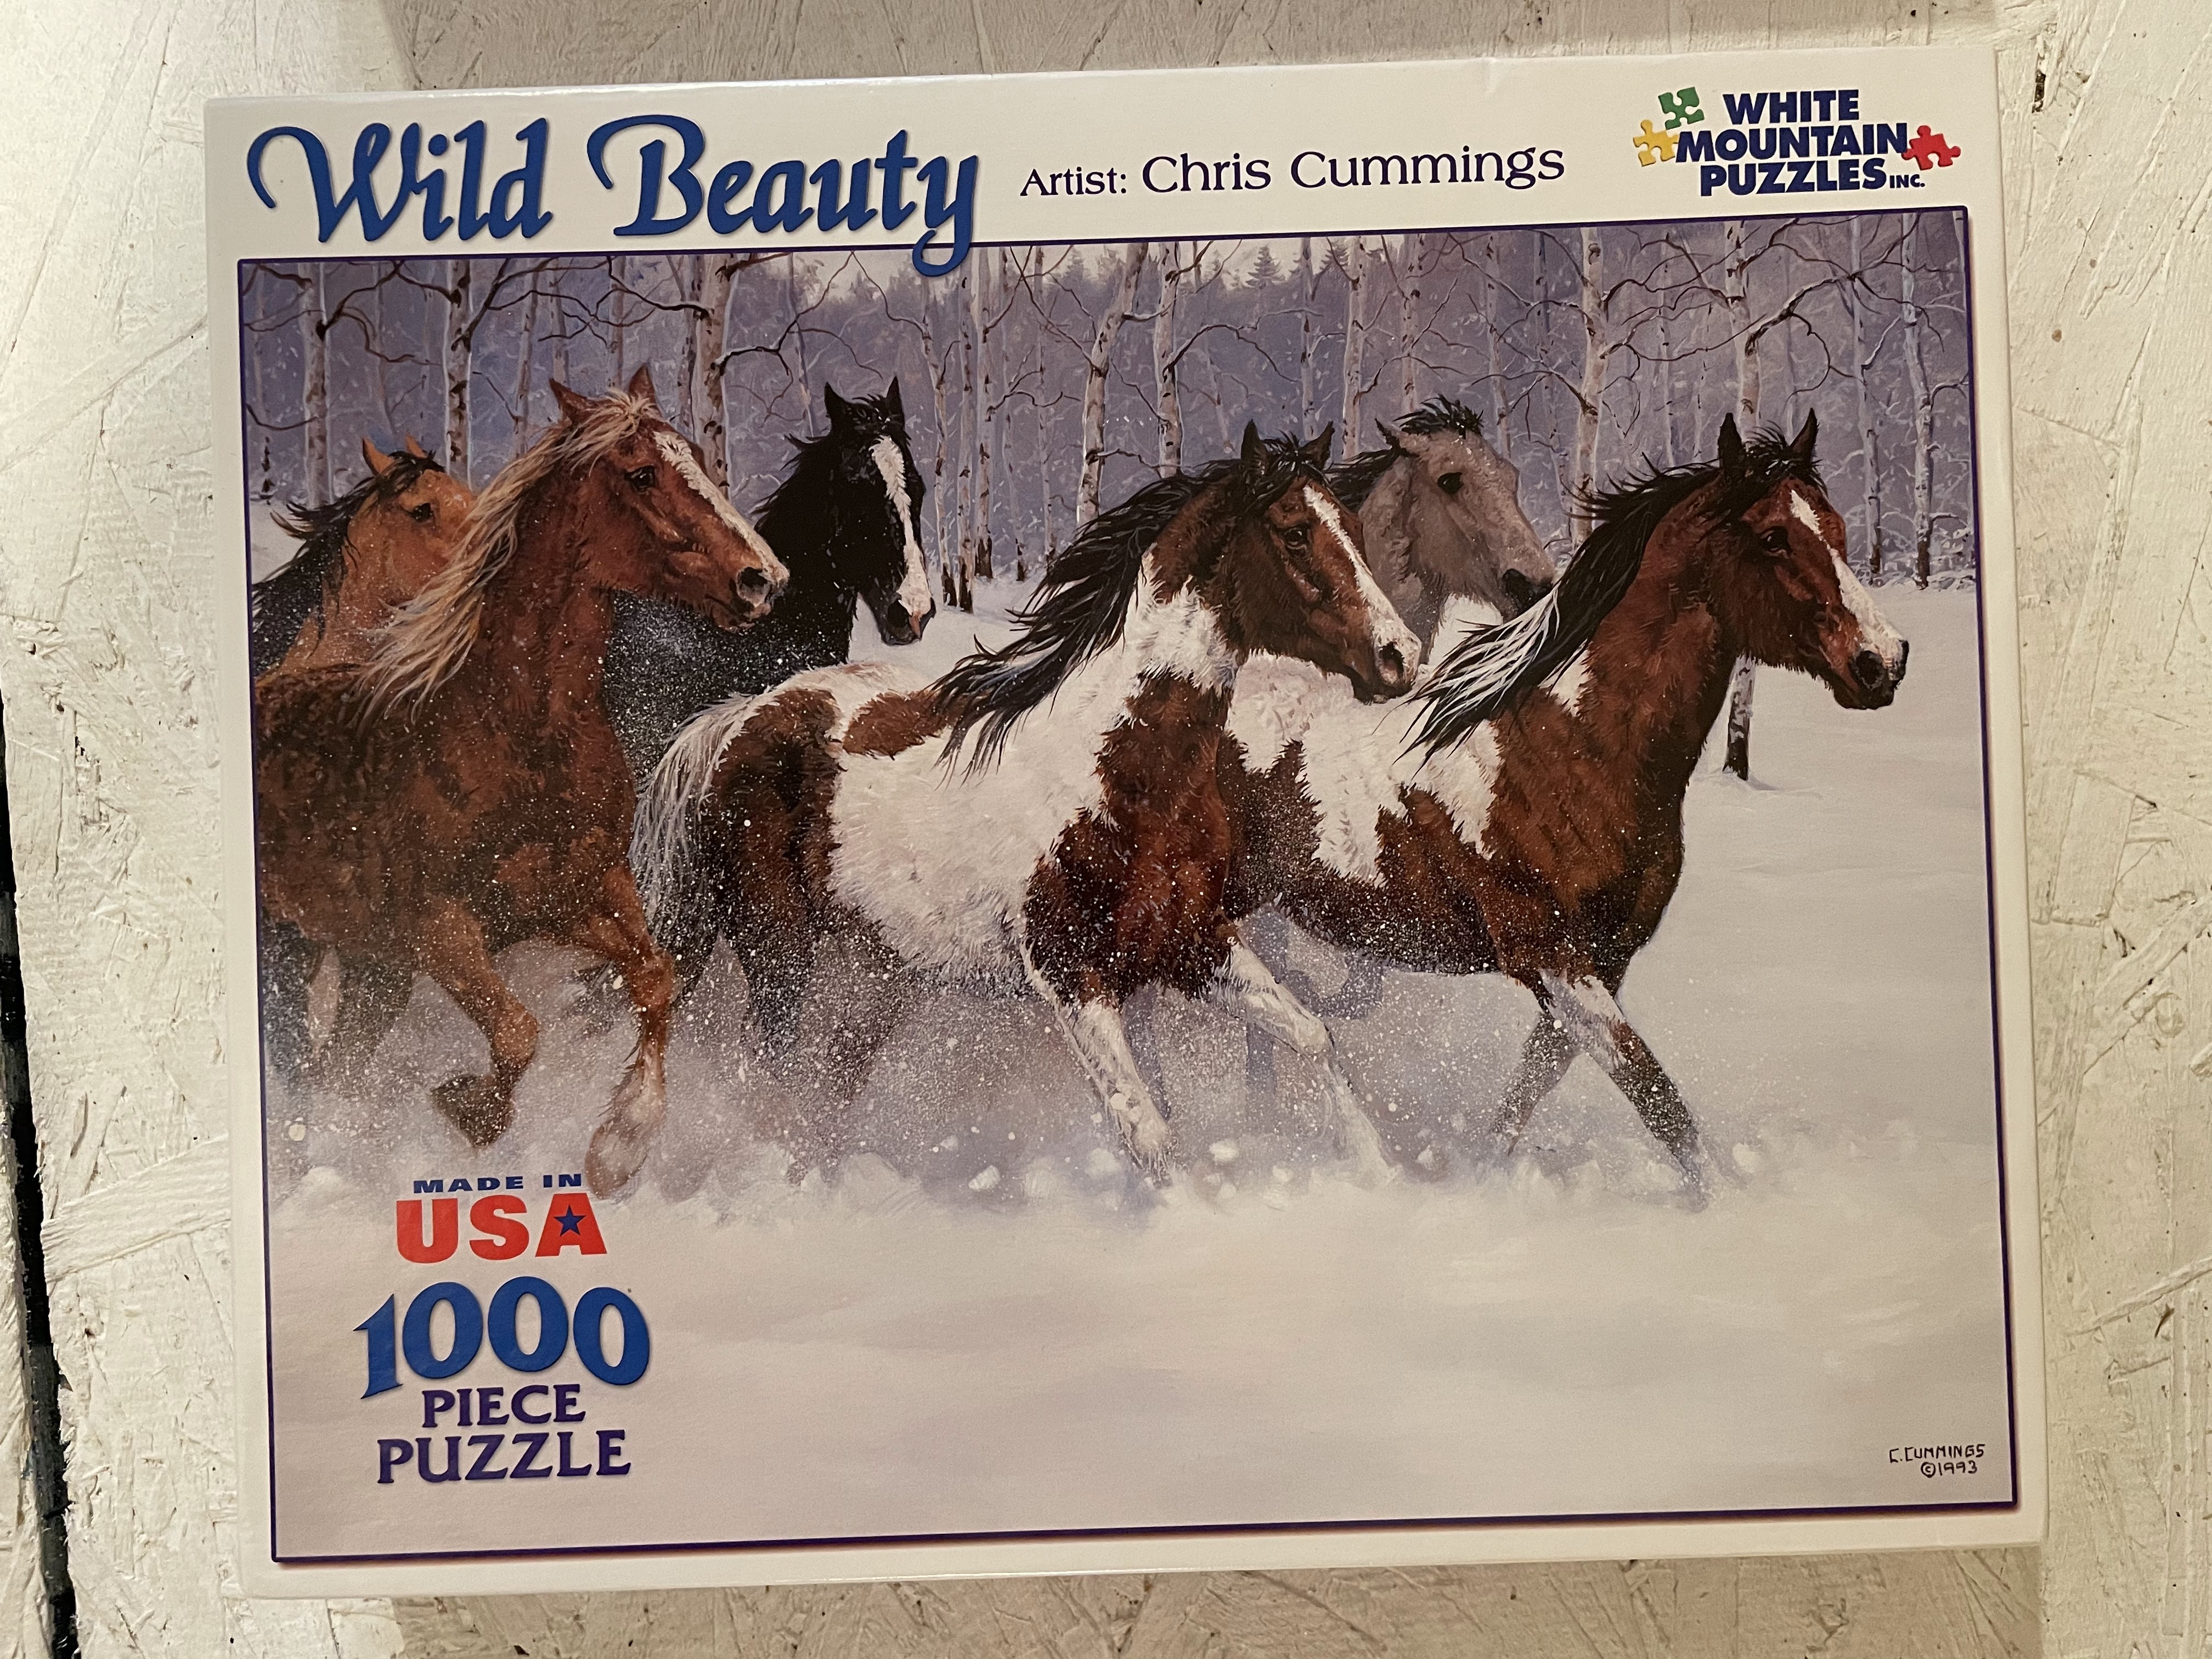 Wild Beauty
Artist: Chris Cummings
WHITE
MOUNTAIN
PUZZLES INC.
MADE IN
USA
1000
PIECE
PUZZLE
C.CUMMINGS
©1993